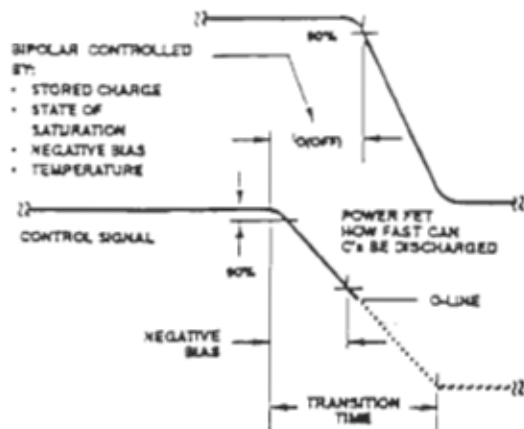 90%
BIPOLAR CONTROLLED
BY:
• STORED CHARGE
• STATE OF
SATURATION
• NEGATIVE BIAS
• TEMPERATURE
tD(OFF)
POWER FET
HOW FAST CAN
C's BE DISCHARGED
CONTROL SIGNAL
90%
0-LINE
NEGATIVE
BIAS
TRANSITION
TIME